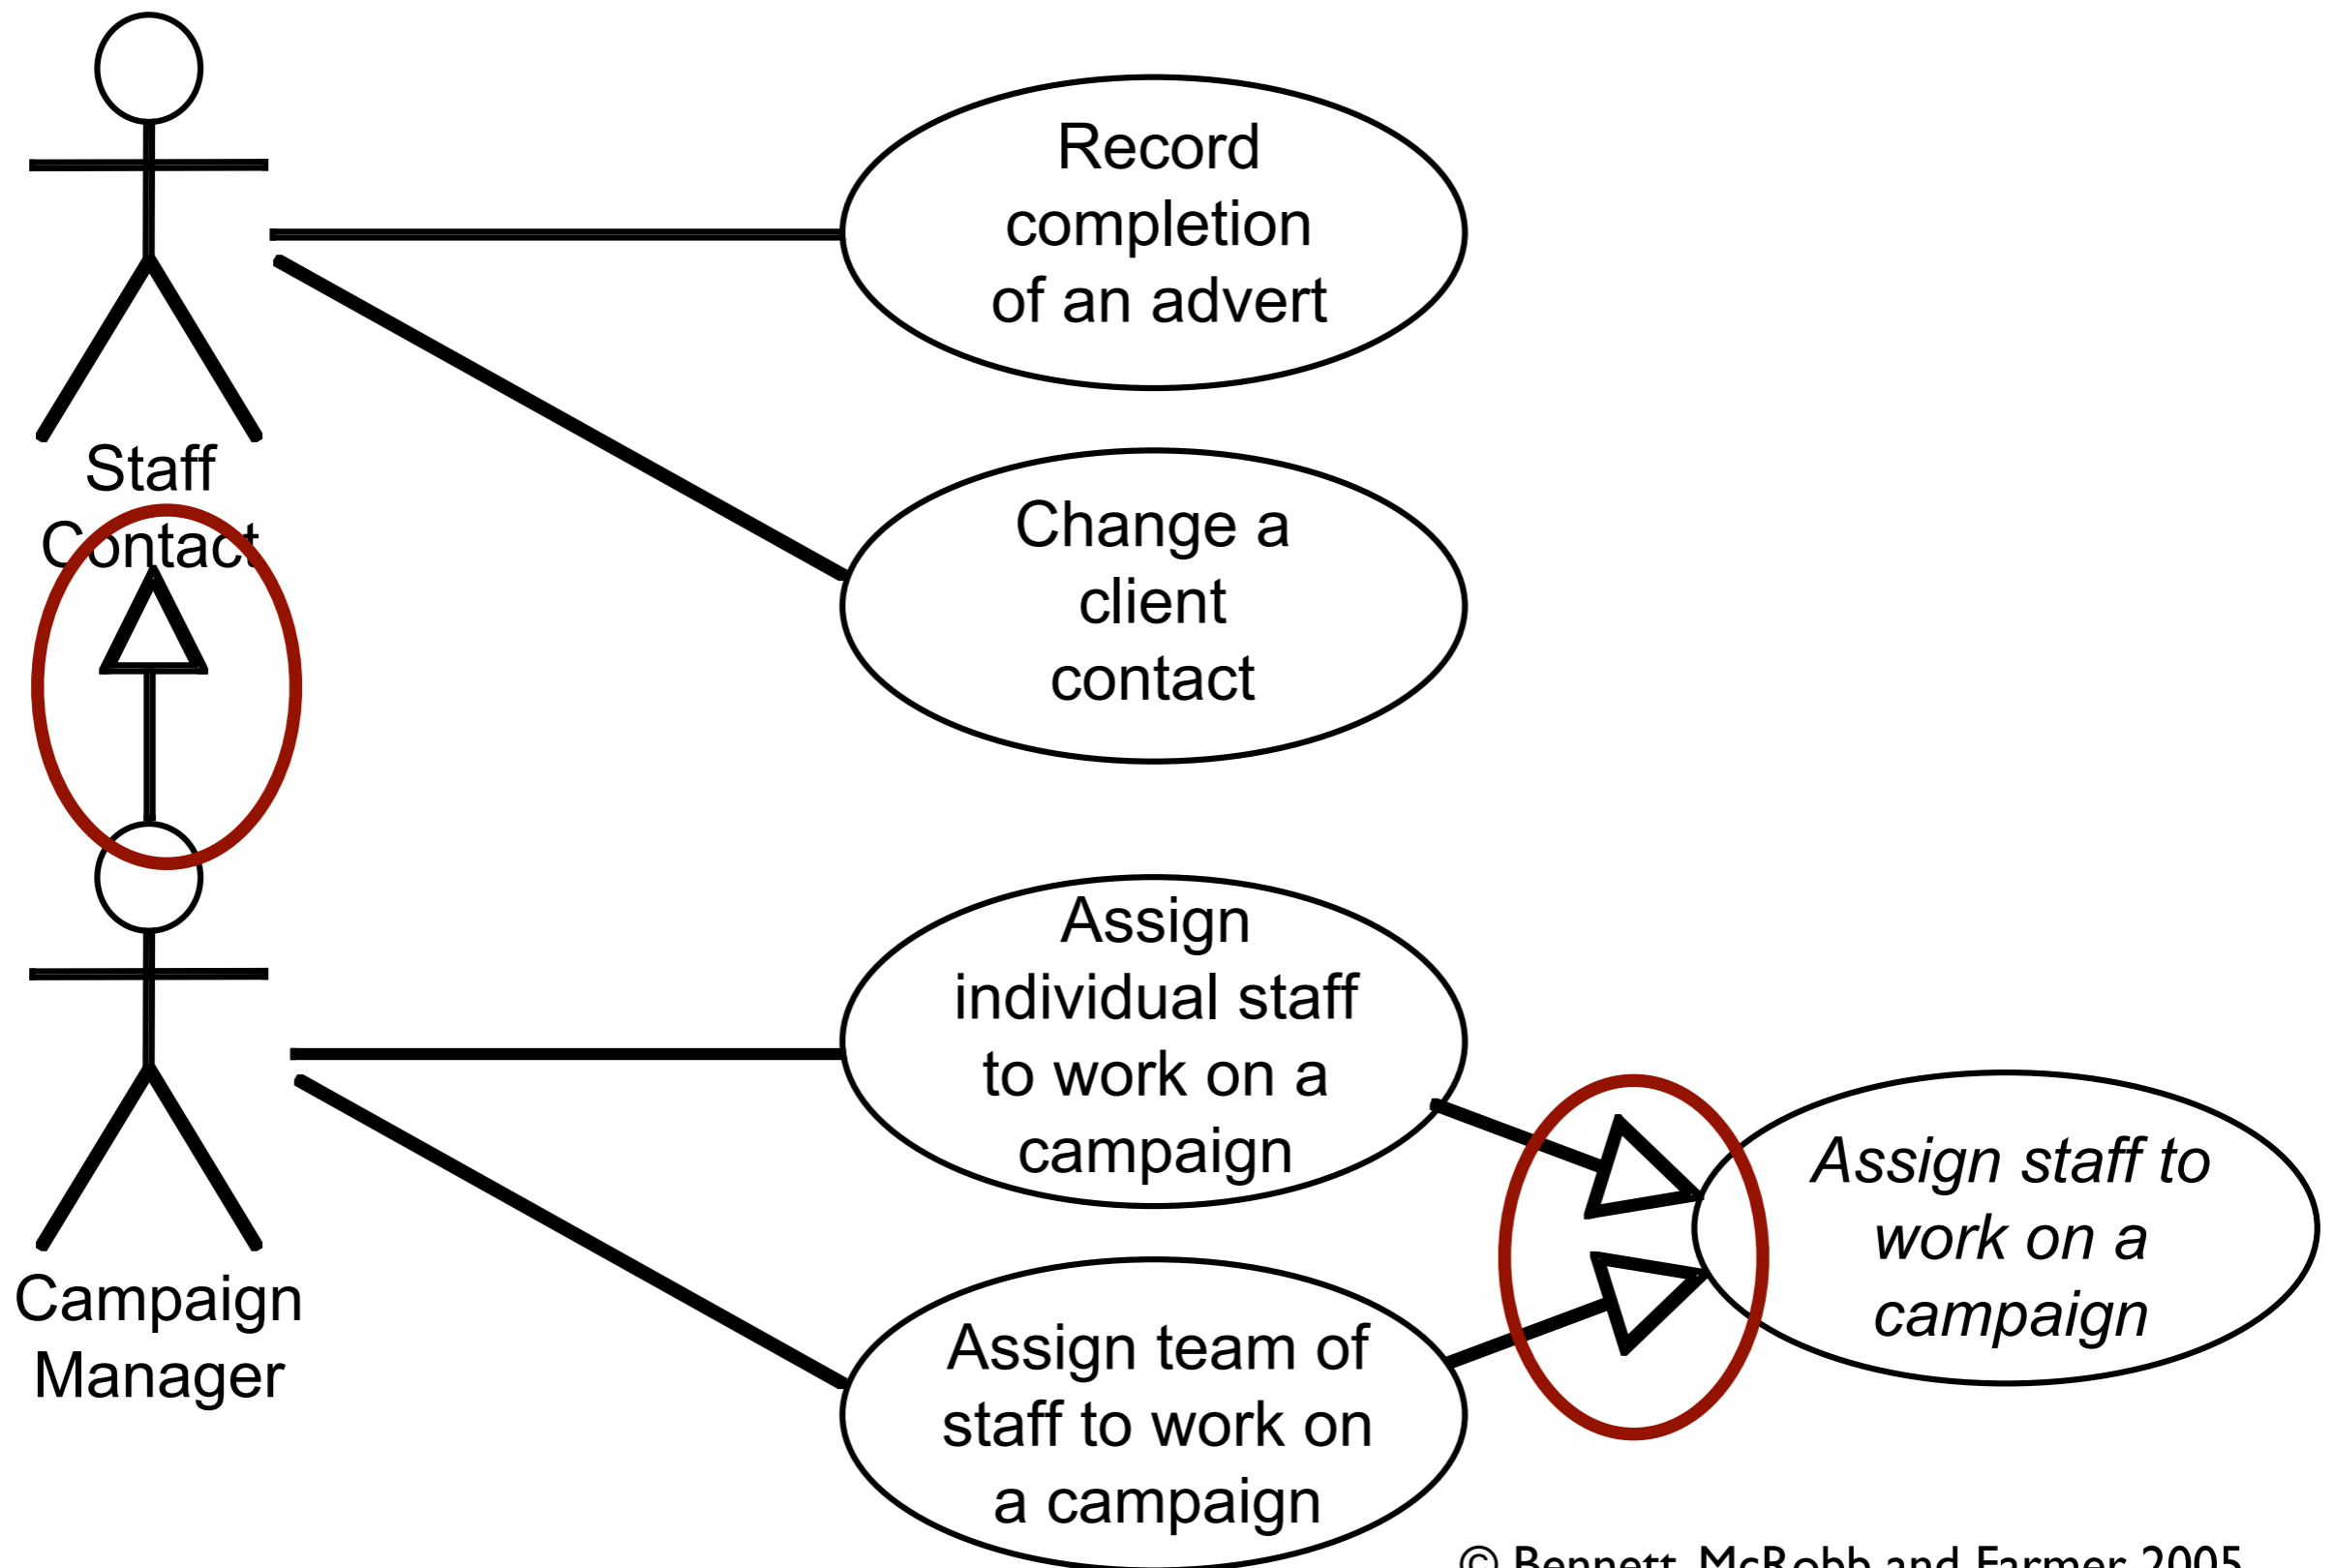 Record
completion
of an advert
Staff
Contact
Change a
client
contact
Assign
individual staff
to work on a
campaign
Assign staff to
work on a
campaign
Campaign
Manager
Assign team of
staff to work on
a campaign
© Bennett, McRobb and Farmer 2005